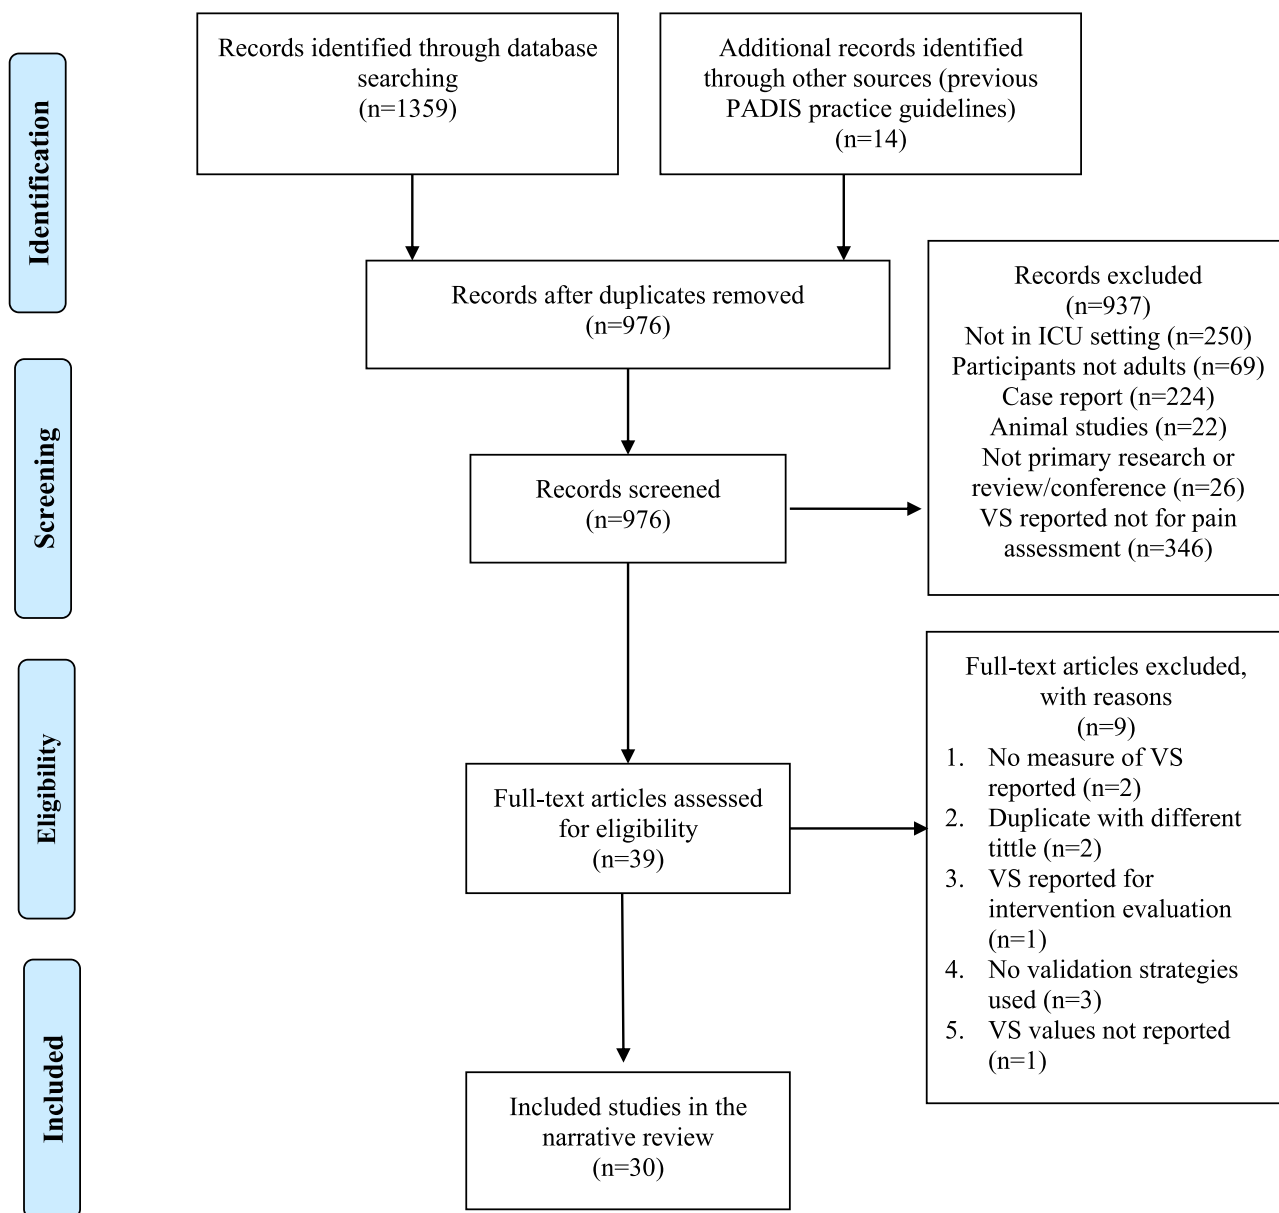 Records identified through database
searching
(n=1359)
Additional records identified
through other sources (previous
PADIS practice guidelines)
(n=14)
Identification
Records after duplicates removed
(n=976)
Records excluded
(n=937)
Not in ICU setting (n=250)
Participants not adults (n=69)
Case report (n=224)
Animal studies (n=22)
Not primary research or
review/conference (n=26)
VS reported not for pain
assessment (n=346)
Screening
Records screened
(n=976)
Eligibility
Full-text articles assessed
for eligibility
(n=39)
Full-text articles excluded,
with reasons
(n=9)
1. No measure of VS
reported (n=2)
2. Duplicate with different
tittle (n=2)
3. VS reported for
intervention evaluation
(n=1)
4. No validation strategies
used (n=3)
5. VS values not reported
(n=1)
Included
Included studies in the
narrative review
(n=30)